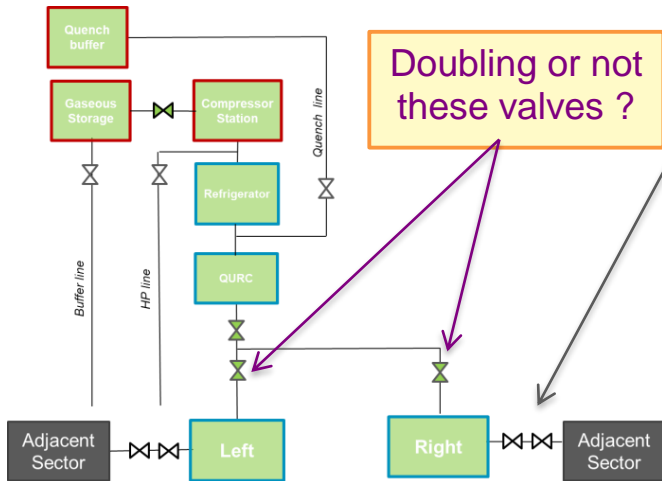 Quench
buffer
Doubling or not
these valves ?
Gaseous
Storage
Compressor
Station
Quench line
Refrigerator
Buffer line
HP line
QURC
Adjacent
Sector
Left
Right
Adjacent
Sector